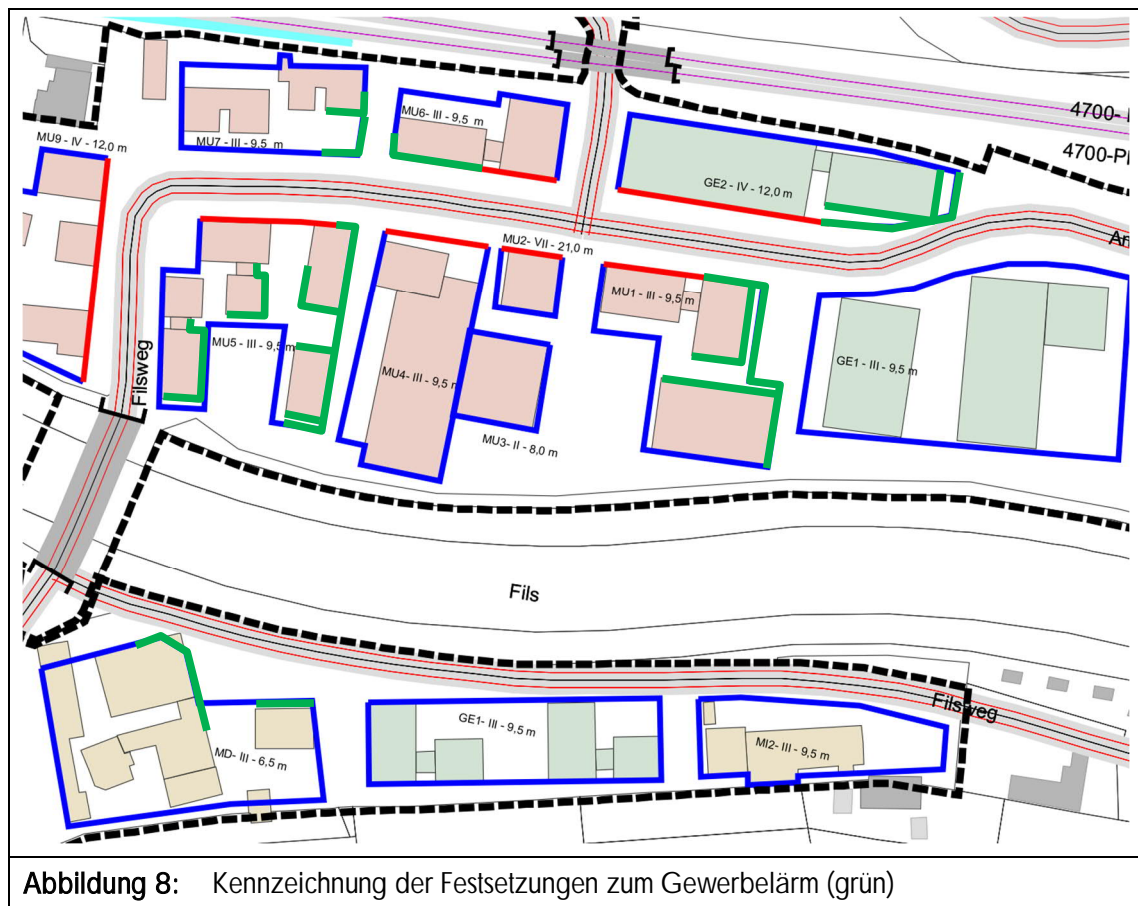 4700-
4700-P
MU9 - IV - 12,0 m
MU7 - III - 9,5 m
MU6- III - 9,5 m
GE2 - IV - 12,0 m
Ar
MU2- VII - 21,0 m
MU1 - III - 9,5 m
Filsweg
MU5 - III - 9,5 m
MU4- III - 9,5 m
GE1 - III - 9,5 m
MU3- II - 8,0 m
Fils
Filsweg
GE1- III - 9,5 m
MD- III - 6,5 m
MI2- III - 9,5 m
Abbildung 8: Kennzeichnung der Festsetzungen zum Gewerbelärm (grün)